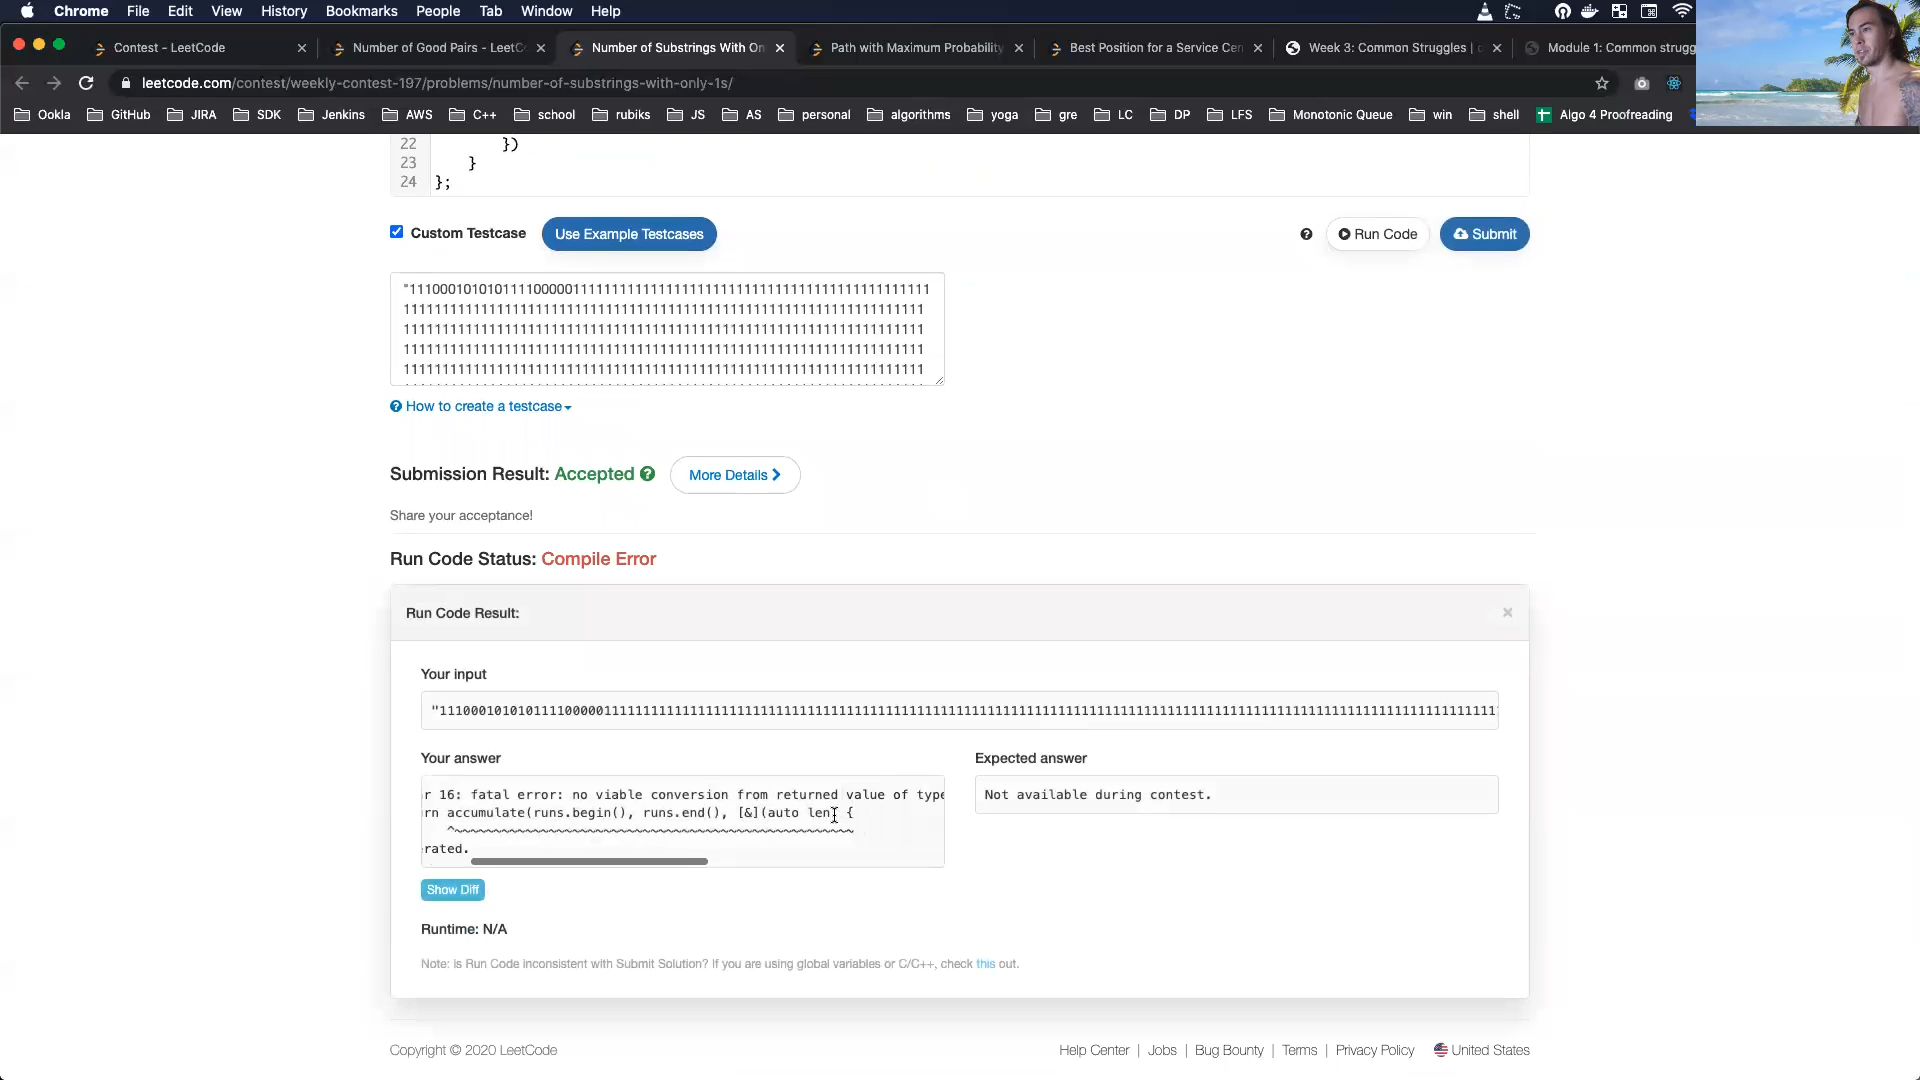 Chrome File Edit View History Bookmarks People Tab Window Help
Contest - LeetCode
Number of Good Pairs - LeetC
Number of Substrings With On
Path with Maximum Probability
Best Position for a Service Cen
Week 3: Common Struggles |
Module 1: Common strugg
leetcode.com/contest/weekly-contest-197/problems/number-of-substrings-with-only-1s/
Ookla GitHub JIRA SDK Jenkins AWS C++ school rubiks JS AS personal algorithms yoga gre LC DP LFS Monotonic Queue win shell Algo 4 Proofreading
22 })
23 }
24 };
Custom Testcase Use Example Testcases Run Code Submit
How to create a testcase
Submission Result: Accepted More Details
Share your acceptance!
Run Code Status: Compile Error
Run Code Result: ×
Your input
Your answer
Expected answer
r 16: fatal error: no viable conversion from returned value of type
rn accumulate(runs.begin(), runs.end(), [&](auto len) {
^~~~~~~~~~~~~~~~~~~~~~~~~~~~~~~~~~~~~~~~~~~~~~~~~~~
rated.
Not available during contest.
Show Diff
Runtime: N/A
Note: Is Run Code inconsistent with Submit Solution? If you are using global variables or C/C++, check this out.
Copyright © 2020 LeetCode
Help Center | Jobs | Bug Bounty | Terms | Privacy Policy United States